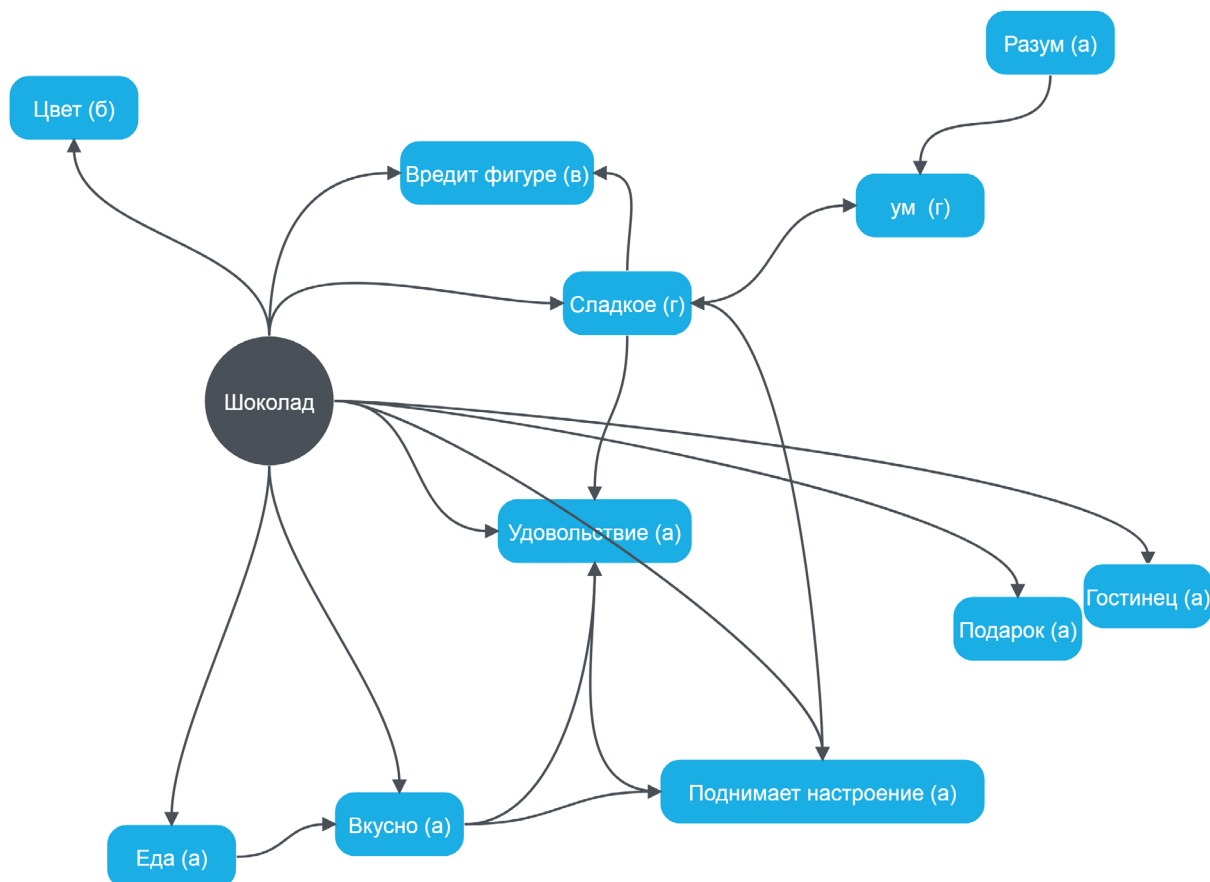 Разум (а)
Цвет (б)
Вредит фигуре (в)
ум (г)
Сладкое (г)
Шоколад
Удовольствие (а)
Гостинец (а)
Подарок (а)
Поднимает настроение (а)
Вкусно (а)
Еда (а)